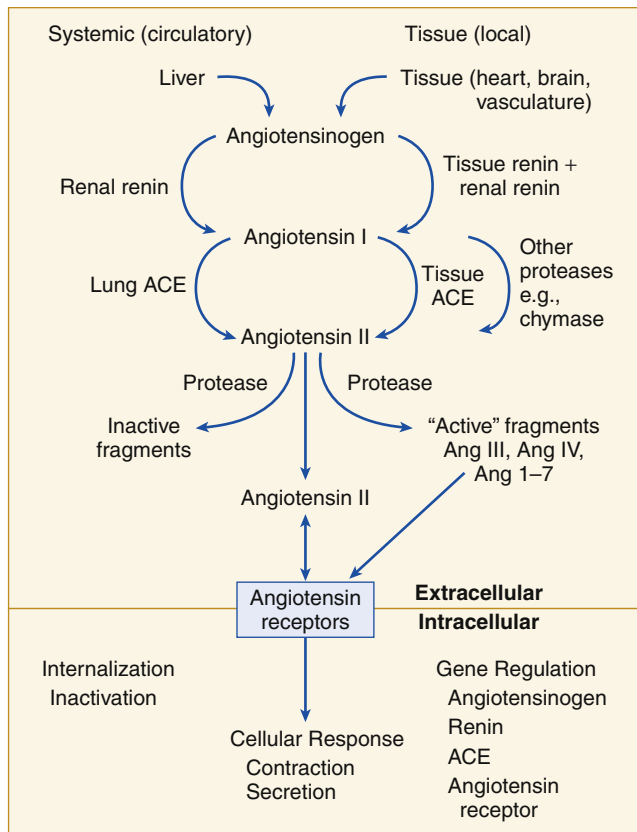 Systemic (circulatory)
Tissue (local)
Liver
Tissue (heart, brain,
vasculature)
Angiotensinogen
Renal renin
Tissue renin +
renal renin
Angiotensin I
Lung ACE
Tissue
ACE
Other
proteases
e.g.,
chymase
Angiotensin II
Protease
Protease
Inactive
fragments
“Active” fragments
Ang III, Ang IV,
Ang 1–7
Angiotensin II
Angiotensin
receptors
Extracellular
Intracellular
Internalization
Inactivation
Cellular Response
Contraction
Secretion
Gene Regulation
Angiotensinogen
Renin
ACE
Angiotensin
receptor